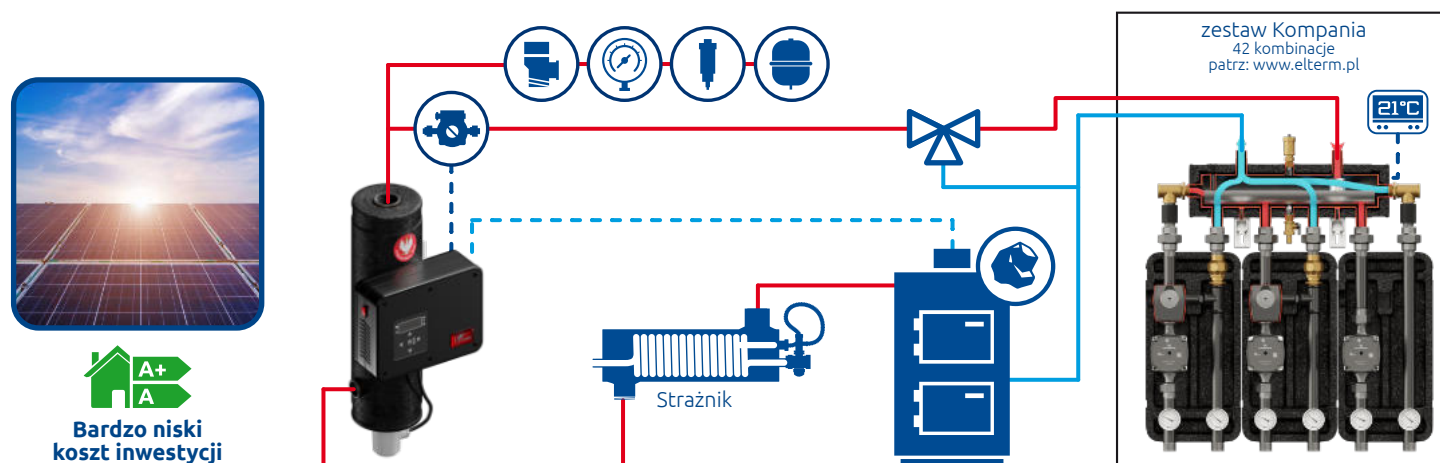 zestaw Kompania
42 kombinacje
patrz: www.elterm.pl
21°C
A+
A
Bardzo niski
koszt inwestycji
Strażnik